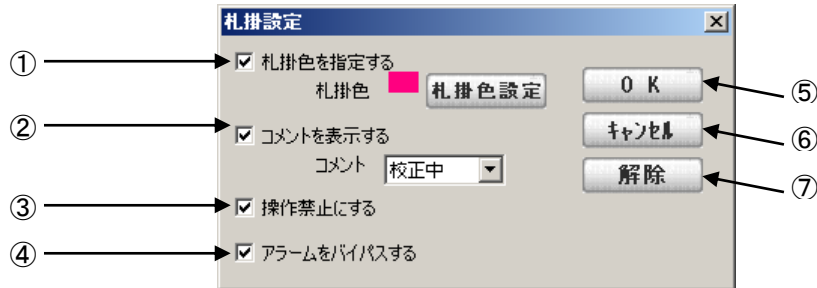 札掛設定
① 札掛色を指定する
札掛色 札掛色設定
② コメントを表示する
コメント 校正中
③ 操作禁止にする
④ アラームをバイパスする
OK ⑤
キャンセル ⑥
解除 ⑦